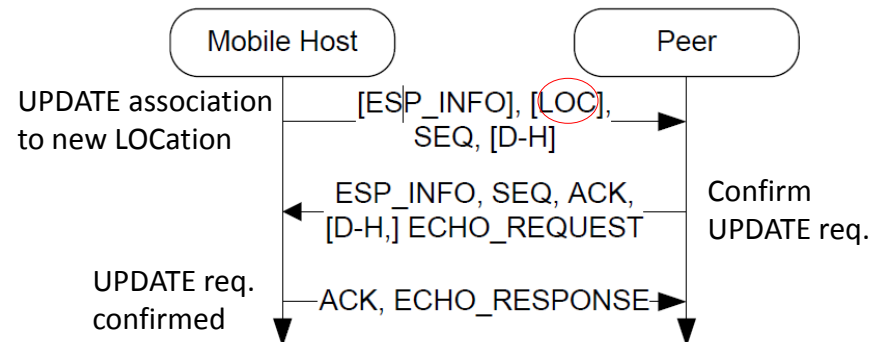 Mobile Host
Peer
UPDATE association
to new LOCation
[ESP_INFO], [LOC],
SEQ, [D-H]
ESP_INFO, SEQ, ACK,
[D-H,] ECHO_REQUEST
Confirm
UPDATE req.
UPDATE req.
confirmed
ACK, ECHO_RESPONSE